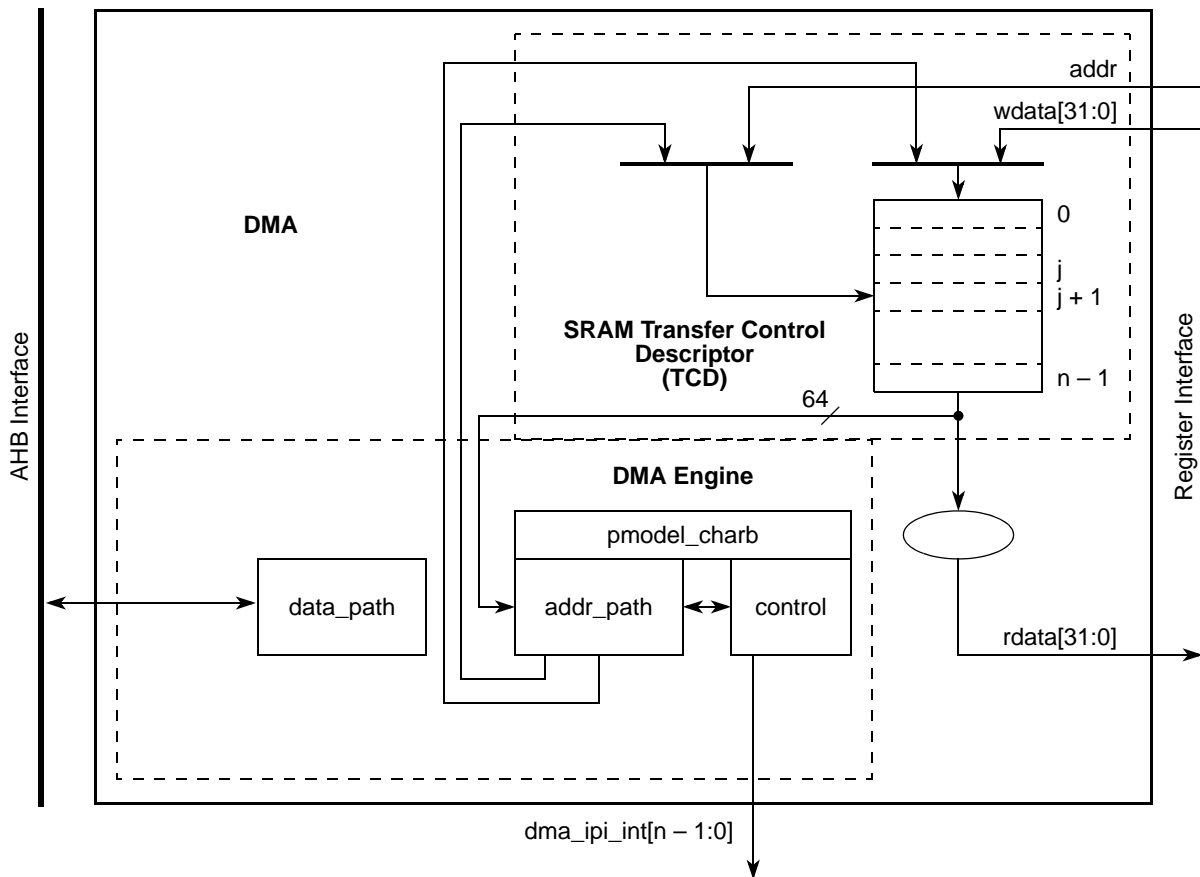 addr
wdata[31:0]
DMA
0
j
j + 1
n – 1
SRAM Transfer Control
Descriptor
(TCD)
64
AHB Interface
Register Interface
DMA Engine
pmodel_charb
data_path
addr_path
control
rdata[31:0]
dma_ipi_int[n – 1:0]